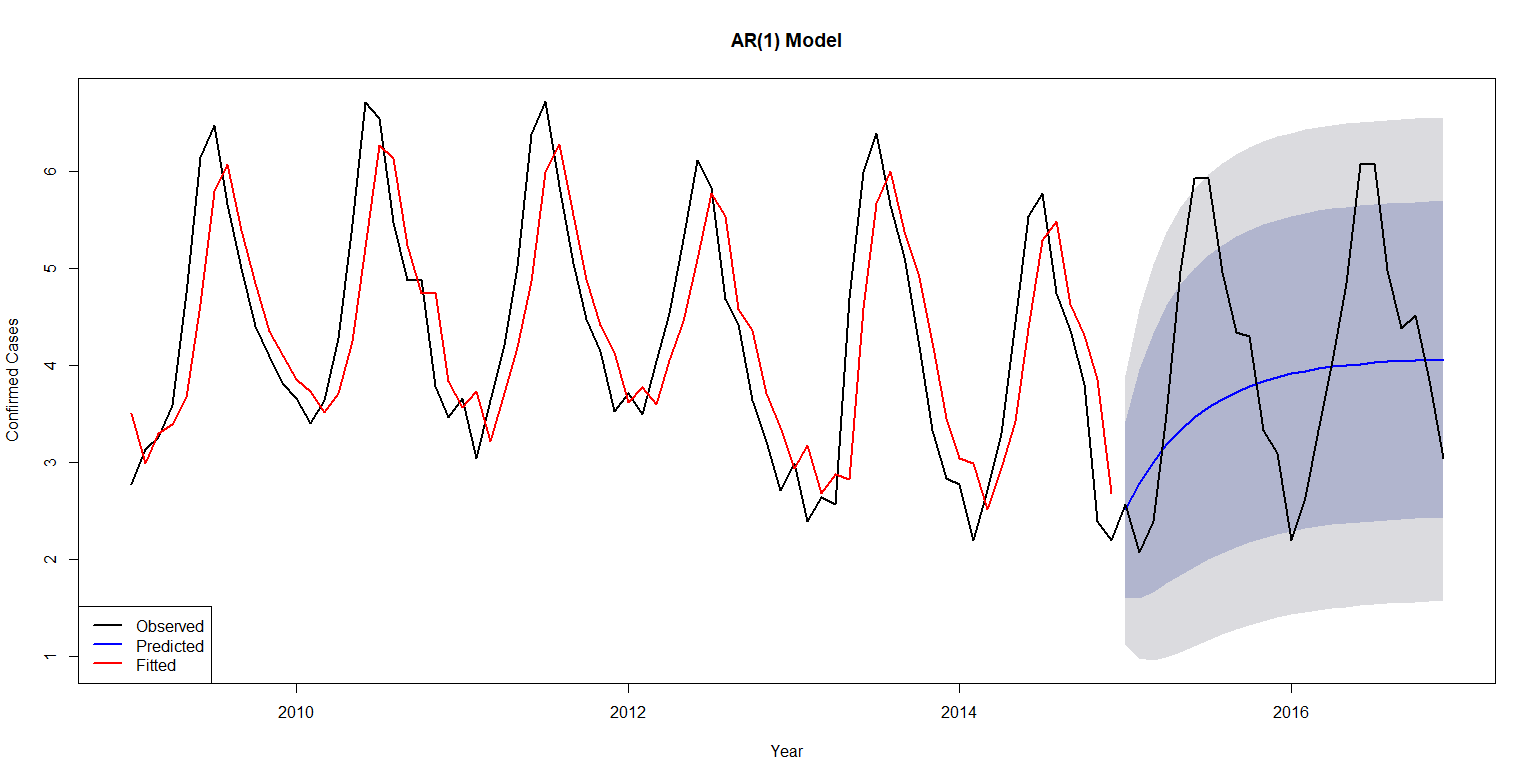 AR(1) Model
Confirmed Cases
6
5
4
3
2
1
Observed
Predicted
Fitted
2010 2012 2014 2016
Year